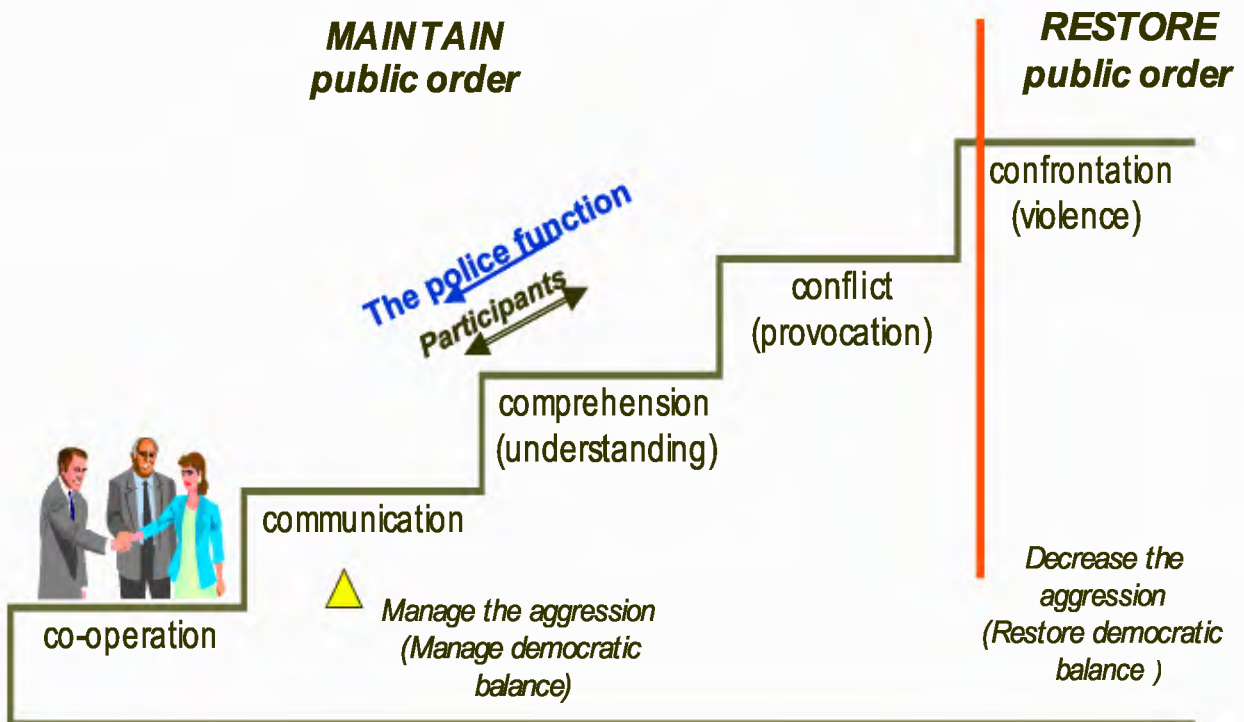 MAINTAIN
public order
RESTORE
public order
confrontation
(violence)
The police function
Participants
conflict
(provocation)
comprehension
(understanding)
communication
co-operation
Manage the aggression
(Manage democratic
balance)
Decrease the
aggression
(Restore democratic
balance )